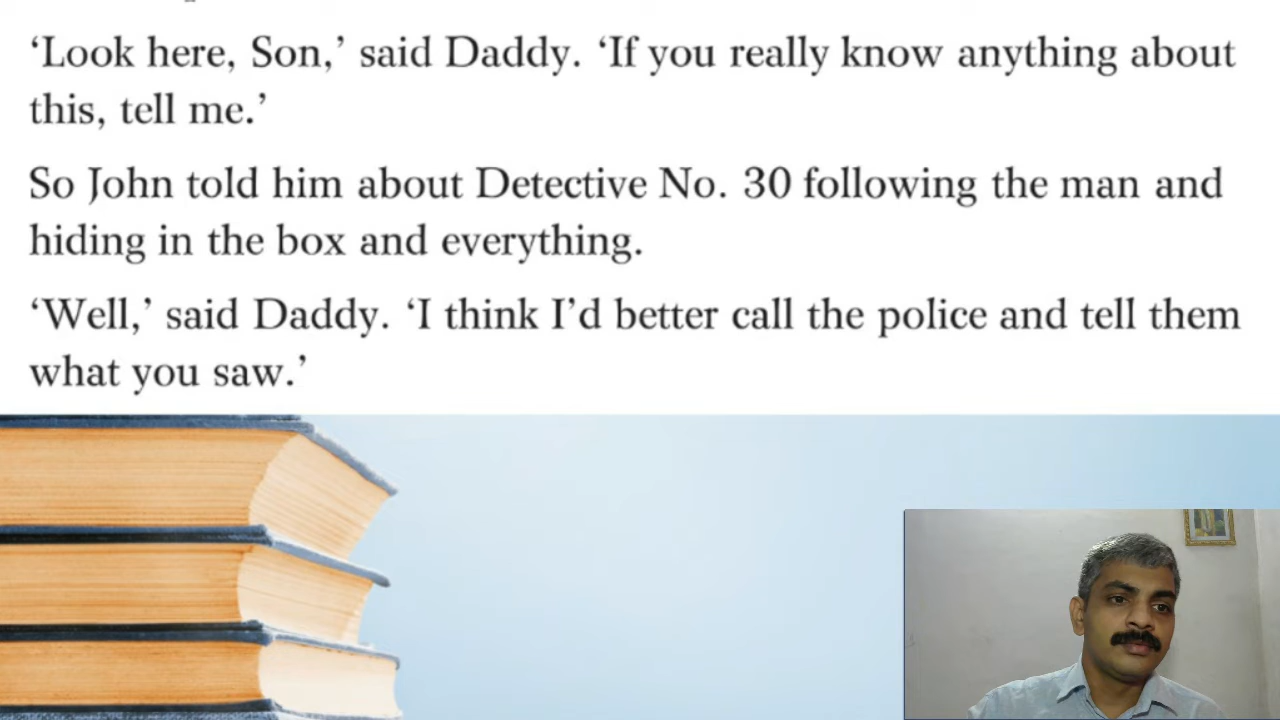 ‘Look here, Son,’ said Daddy. ‘If you really know anything about
this, tell me.’
So John told him about Detective No. 30 following the man and
hiding in the box and everything.
‘Well,’ said Daddy. ‘I think I’d better call the police and tell them
what you saw.’